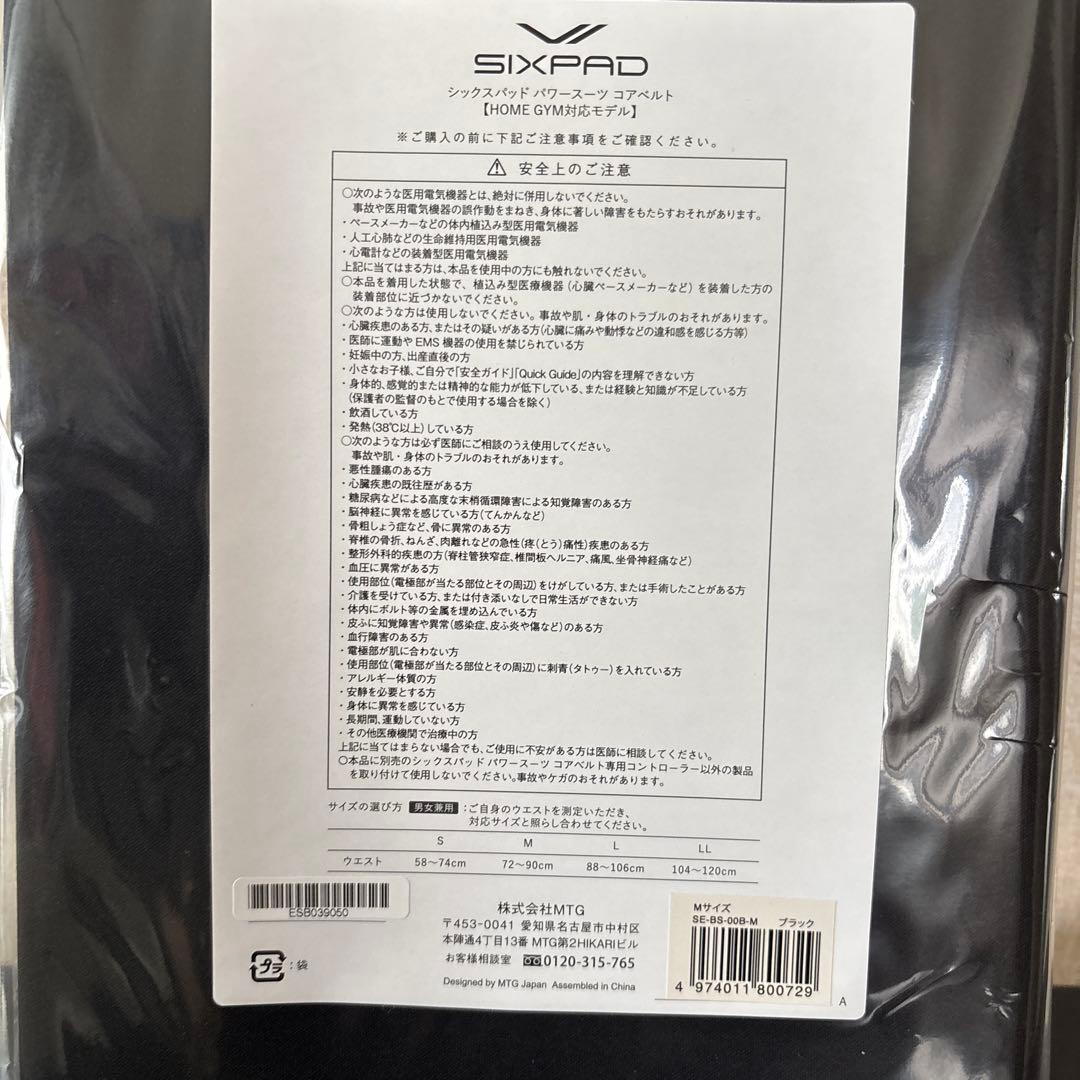 SIXPAD
シックスパッド パワースーツ コアベルト
【HOME GYM対応モデル】
※ご購入の前に下記ご注意事項をご確認ください。
⚠ 安全上のご注意
○次のような医用電気機器とは、絶対に併用しないでください。
事故や医用電気機器の誤作動をまねき、身体に著しい障害をもたらすおそれがあります。
・ペースメーカーなどの体内植込み型医用電気機器
・人工心肺などの生命維持用医用電気機器
・心電計などの装着型医用電気機器
上記に当てはまる方は、本品を使用中の方にも触れないでください。
○本品を着用した状態で、植込み型医療機器（心臓ペースメーカーなど）を装着した方の
装着部位に近づかないでください。
○次のような方は使用しないでください。事故や肌・身体のトラブルのおそれがあります。
・心臓疾患のある方、またはその疑いがある方（心臓に痛みや動悸などの違和感を感じる方等）
・医師に運動や EMS 機器の使用を禁じられている方
・妊娠中の方、出産直後の方
・小さなお子様、ご自分で「安全ガイド」「Quick Guide」の内容を理解できない方
・身体的、感覚的または精神的な能力が低下している、または経験と知識が不足している方
（保護者の監督のもとで使用する場合を除く）
・飲酒している方
・発熱（38℃以上）している方
○次のような方は必ず医師にご相談のうえ使用してください。
事故や肌・身体のトラブルのおそれがあります。
・悪性腫瘍のある方
・心臓疾患の既往歴がある方
・糖尿病などによる高度な末梢循環障害による知覚障害のある方
・脳神経に異常を感じている方（てんかんなど）
・骨粗しょう症など、骨に異常のある方
・脊椎の骨折、ねんざ、肉離れなどの急性（疼（とう）痛性）疾患のある方
・整形外科的疾患の方（脊柱管狭窄症、椎間板ヘルニア、痛風、坐骨神経痛など）
・血圧に異常がある方
・使用部位（電極部が当たる部位とその周辺）をけがしている方、または手術したことがある方
・介護を受けている方、または付き添いなしで日常生活ができない方
・体内にボルト等の金属を埋め込んでいる方
・皮ふに知覚障害や異常（感染症、皮ふ炎や傷など）のある方
・血行障害のある方
・電極部が肌に合わない方
・使用部位（電極部が当たる部位とその周辺）に刺青（タトゥー）を入れている方
・アレルギー体質の方
・安静を必要とする方
・身体に異常を感じている方
・長期間、運動していない方
・その他医療機関で治療中の方
上記に当てはまらない場合でも、ご使用に不安がある方は医師に相談してください。
○本品に別売のシックスパッド パワースーツ コアベルト専用コントローラー以外の製品
を取り付けて使用しないでください。事故やケガのおそれがあります。
サイズの選び方 男女兼用：ご自身のウエストを測定いただき、
対応サイズと照らし合わせてください。
S M L LL
ウエスト 58〜74cm 72〜90cm 88〜106cm 104〜120cm
ESB039050
プラ：袋
株式会社MTG
〒453-0041 愛知県名古屋市中村区
本陣通4丁目13番 MTG第2HIKARIビル
お客様相談室 0120-315-765
Designed by MTG Japan Assembled in China
Mサイズ
SE-BS-00B-M ブラック
4 974011 800729
A